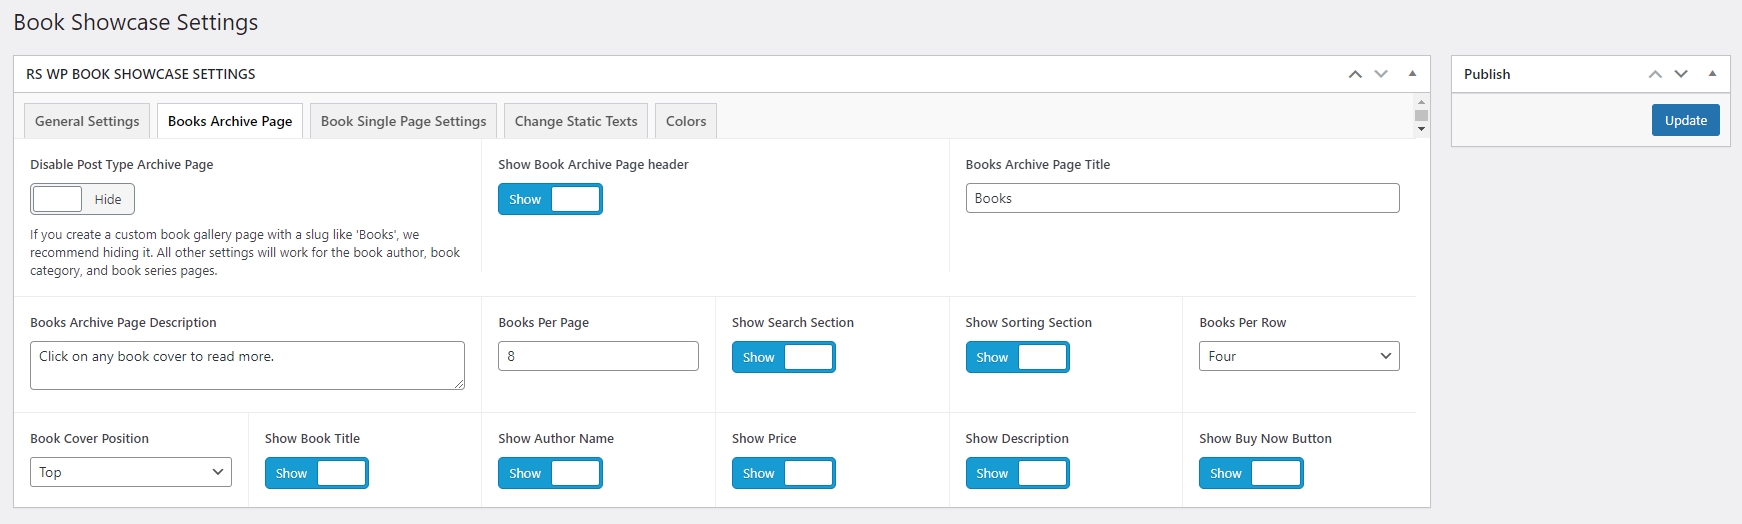 Book Showcase Settings
RS WP BOOK SHOWCASE SETTINGS
Publish
General Settings
Books Archive Page
Book Single Page Settings
Change Static Texts
Colors
Update
Disable Post Type Archive Page
Hide
If you create a custom book gallery page with a slug like 'Books', we
recommend hiding it. All other settings will work for the book author, book
category, and book series pages.
Show Book Archive Page header
Show
Books Archive Page Title
Books
Books Archive Page Description
Click on any book cover to read more.
Books Per Page
8
Show Search Section
Show
Show Sorting Section
Show
Books Per Row
Four
Book Cover Position
Top
Show Book Title
Show
Show Author Name
Show
Show Price
Show
Show Description
Show
Show Buy Now Button
Show